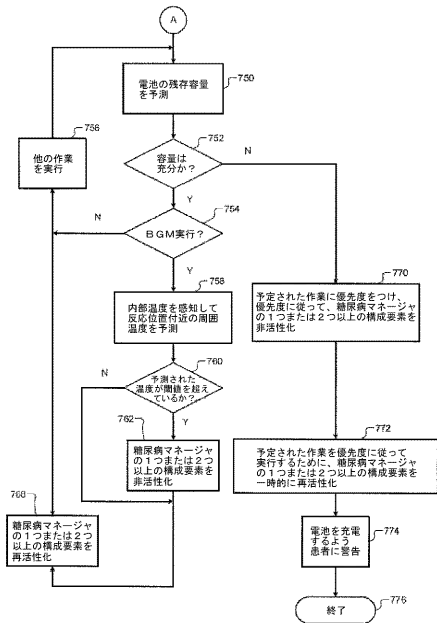 A
電池の残存容量
を予測
750
756
他の作業
を実行
752
容量は
充分か？
N
Y
754
BGM実行？
N
Y
758
内部温度を感知して
反応位置付近の周囲
温度を予測
770
予定された作業に優先度をつけ、
優先度に従って、糖尿病マネージャ
の１つまたは２つ以上の構成要素を
非活性化
760
予測された
温度が閾値を超え
ているか？
N
Y
762
糖尿病マネージャ
の１つまたは２つ
以上の構成要素を
非活性化
772
予定された作業を優先度に従って
実行するために、糖尿病マネージャ
の１つまたは２つ以上の構成要素を
一時的に再活性化
768
糖尿病マネージャ
の１つまたは２つ
以上の構成要素を
再活性化
774
電池を充電
するよう
患者に警告
終了
776